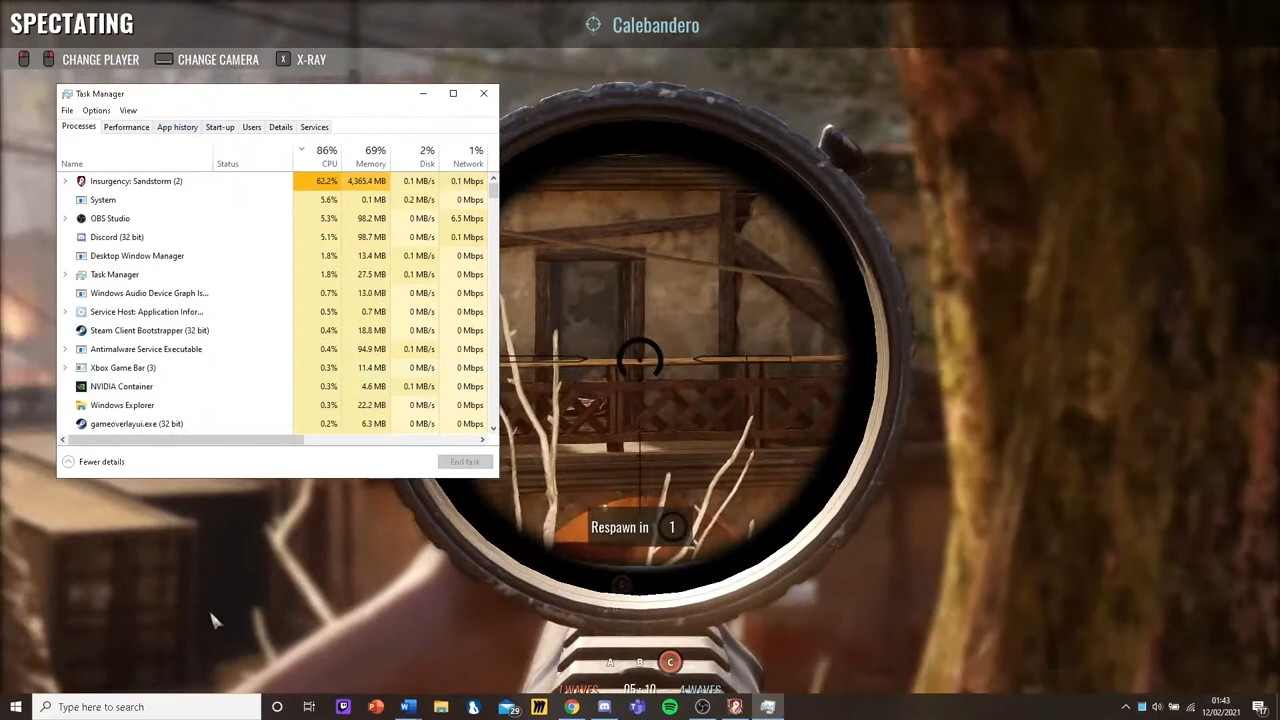 SPECTATING
Calebandero
CHANGE PLAYER
CHANGE CAMERA
X
X-RAY
Task Manager
File Options View
Processes Performance App history Start-up Users Details Services
86% 69% 2% 1%
Name Status CPU Memory Disk Network
Insurgency: Sandstorm (2) 62.2% 4,365.4 MB 0.1 MB/s 0.1 Mbps
System 5.6% 0.1 MB 0.2 MB/s 0 Mbps
OBS Studio 5.3% 98.2 MB 0 MB/s 6.5 Mbps
Discord (32 bit) 5.1% 98.7 MB 0 MB/s 0.1 Mbps
Desktop Window Manager 1.8% 13.4 MB 0 MB/s 0 Mbps
Task Manager 1.8% 27.5 MB 0.1 MB/s 0 Mbps
Windows Audio Device Graph Is... 0.7% 13.0 MB 0 MB/s 0 Mbps
Service Host: Application Infor... 0.5% 0.7 MB 0 MB/s 0 Mbps
Steam Client Bootstrapper (32 bit) 0.4% 18.8 MB 0 MB/s 0 Mbps
Antimalware Service Executable 0.4% 94.9 MB 0.1 MB/s 0 Mbps
Xbox Game Bar (3) 0.3% 11.4 MB 0 MB/s 0 Mbps
NVIDIA Container 0.3% 4.6 MB 0.1 MB/s 0 Mbps
Windows Explorer 0.3% 22.2 MB 0 MB/s 0 Mbps
gameoverlayui.exe (32 bit) 0.2% 6.3 MB 0 MB/s 0 Mbps
Fewer details
End task
Respawn in 1
A B C
WAVES 05:10 4 WAVES
Type here to search
29
01:43
12/02/2021
17